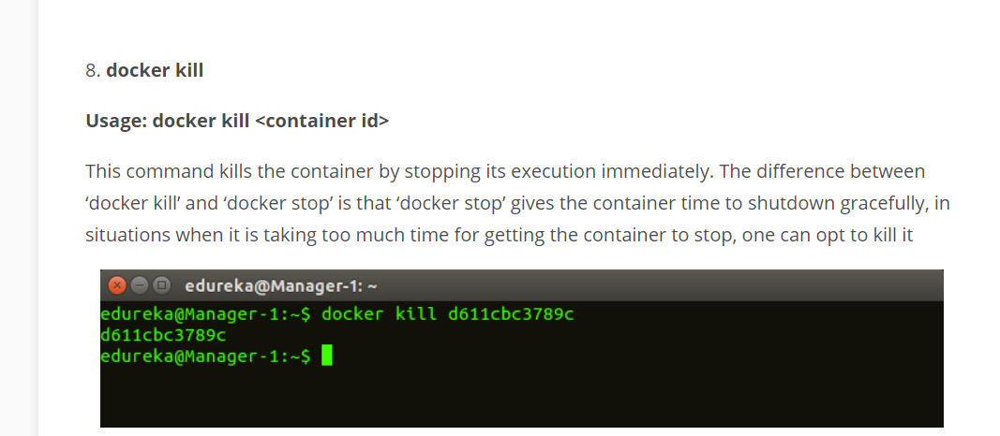 8. docker kill
Usage: docker kill <container id>
This command kills the container by stopping its execution immediately. The difference between
‘docker kill’ and ‘docker stop’ is that ‘docker stop’ gives the container time to shutdown gracefully, in
situations when it is taking too much time for getting the container to stop, one can opt to kill it
edureka@Manager-1: ~
edureka@Manager-1:~$ docker kill d611cbc3789c
d611cbc3789c
edureka@Manager-1:~$